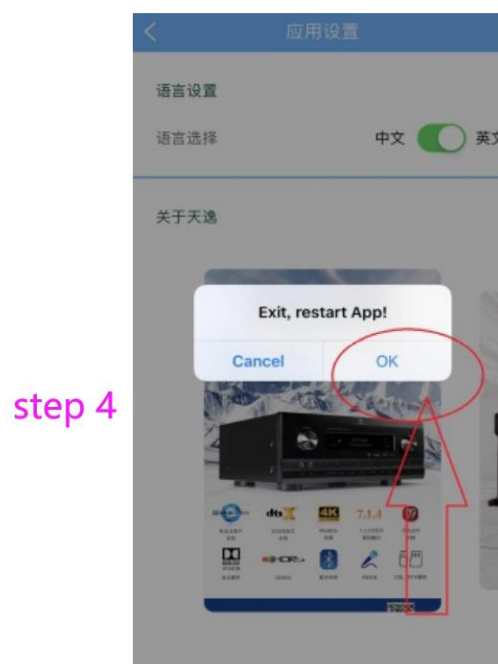 应用设置
语言设置
语言选择
中文
英文
关于天逸
Exit, restart App!
Cancel
OK
step 4
dts X
4K
7.1.4